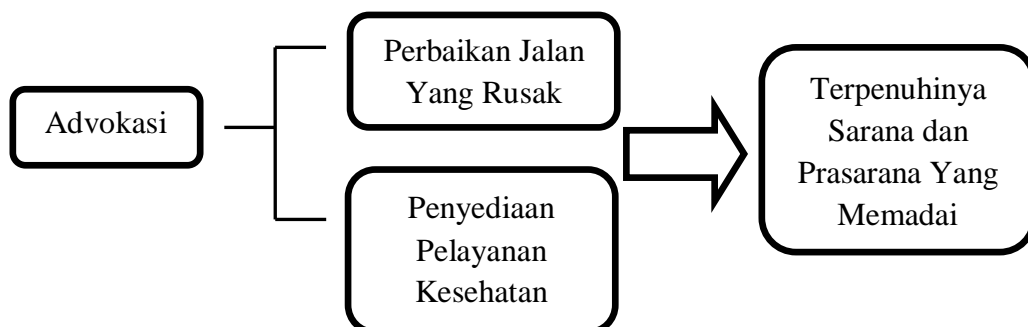 Advokasi
Perbaikan Jalan
Yang Rusak
Penyediaan
Pelayanan
Kesehatan
Terpenuhinya
Sarana dan
Prasarana Yang
Memadai